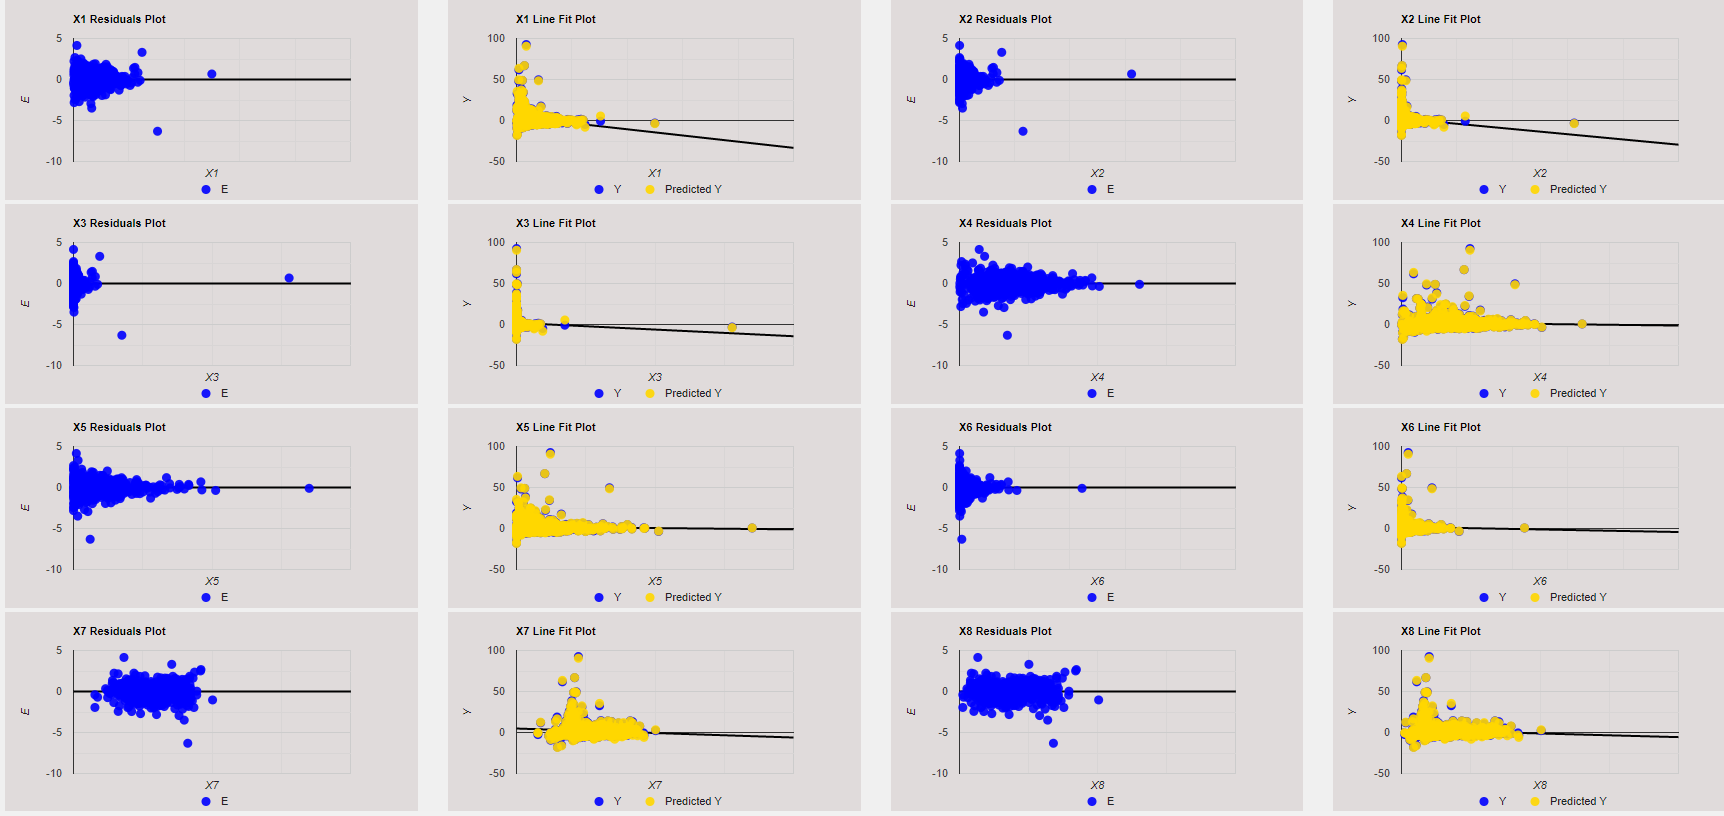 X1 Residuals Plot
5
0
-5
-10
E
X1
E
X1 Line Fit Plot
100
50
0
-50
Y
X1
Y Predicted Y
X2 Residuals Plot
5
0
-5
-10
E
X2
E
X2 Line Fit Plot
100
50
0
-50
Y
X2
Y Predicted Y
X3 Residuals Plot
5
0
-5
-10
E
X3
E
X3 Line Fit Plot
100
50
0
-50
Y
X3
Y Predicted Y
X4 Residuals Plot
5
0
-5
-10
E
X4
E
X4 Line Fit Plot
100
50
0
-50
Y
X4
Y Predicted Y
X5 Residuals Plot
5
0
-5
-10
E
X5
E
X5 Line Fit Plot
100
50
0
-50
Y
X5
Y Predicted Y
X6 Residuals Plot
5
0
-5
-10
E
X6
E
X6 Line Fit Plot
100
50
0
-50
Y
X6
Y Predicted Y
X7 Residuals Plot
5
0
-5
-10
E
X7
E
X7 Line Fit Plot
100
50
0
-50
Y
X7
Y Predicted Y
X8 Residuals Plot
5
0
-5
-10
E
X8
E
X8 Line Fit Plot
100
50
0
-50
Y
X8
Y Predicted Y